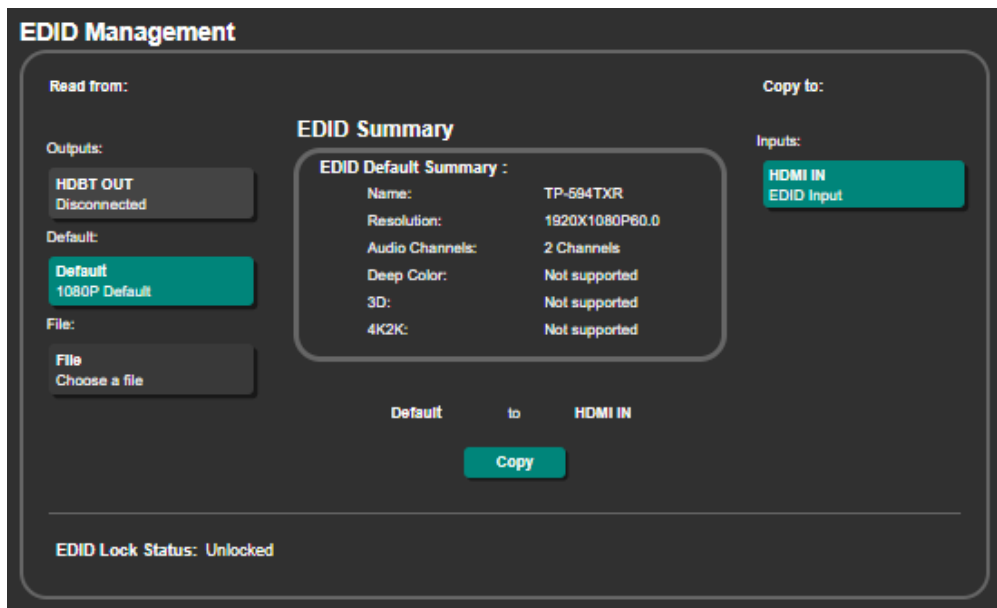 EDID Management
Read from:
Copy to:
Outputs:
HDBT OUT
Disconnected
Default:
Default
1080P Default
File:
File
Choose a file
EDID Summary
EDID Default Summary :
Name: TP-594TXR
Resolution: 1920X1080P60.0
Audio Channels: 2 Channels
Deep Color: Not supported
3D: Not supported
4K2K: Not supported
Inputs:
HDMI IN
EDID Input
Default to HDMI IN
Copy
EDID Lock Status: Unlocked